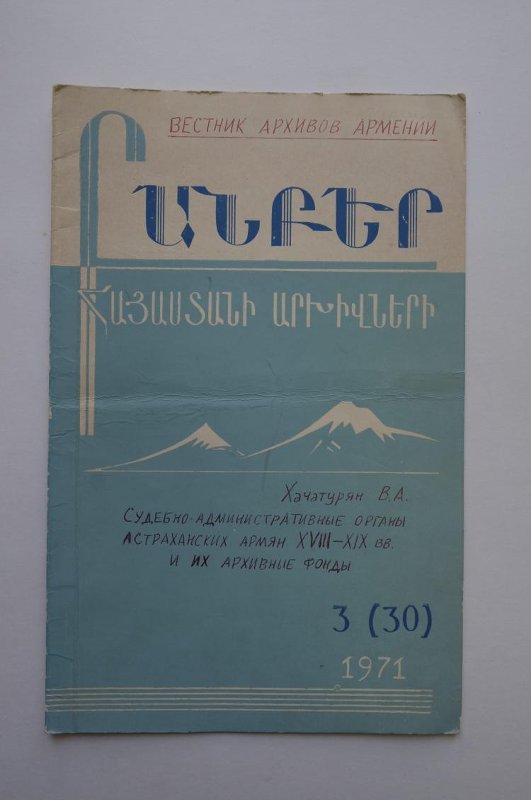 ВЕСТНИК АРХИВОВ АРМЕНИИ
ԲԱՆԲԵՐ
ՀԱՅԱՍՏԱՆԻ ԱՐԽԻՎՆԵՐԻ
Хачатурян В.А.
СУДЕБНО-АДМИНИСТРАТИВНЫЕ ОРГАНЫ
АСТРАХАНСКИХ АРМЯН XVIII–XIX ВВ.
И ИХ АРХИВНЫЕ ФОНДЫ
3 (30)
1971